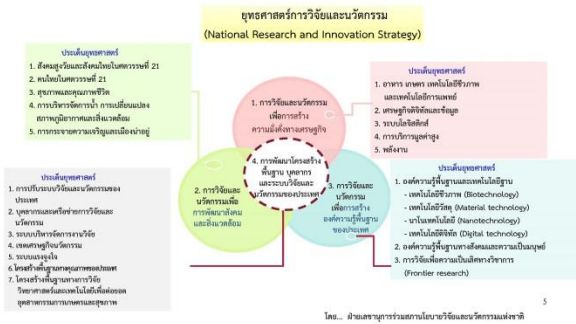 ยุทธศาสตร์การวิจัยและนวัตกรรม
(National Research and Innovation Strategy)
ประเด็นยุทธศาสตร์
1. สังคมสูงวัยและสังคมไทยในศตวรรษที่ 21
2. คนไทยในศตวรรษที่ 21
3. สุขภาพและคุณภาพชีวิต
4. การบริหารจัดการน้ำ การเปลี่ยนแปลง
สภาพภูมิอากาศและสิ่งแวดล้อม
5. การกระจายความเจริญและเมืองน่าอยู่
ประเด็นยุทธศาสตร์
1. อาหาร เกษตร เทคโนโลยีชีวภาพ
และเทคโนโลยีการแพทย์
2. เศรษฐกิจดิจิทัลและข้อมูล
3. ระบบโลจิสติกส์
4. การบริการมูลค่าสูง
5. พลังงาน
1. การวิจัยและนวัตกรรม
เพื่อการสร้าง
ความมั่งคั่งทางเศรษฐกิจ
4. การพัฒนาโครงสร้าง
พื้นฐาน บุคลากร
และระบบวิจัยและ
นวัตกรรมของประเทศ
2. การวิจัยและ
นวัตกรรมเพื่อ
การพัฒนาสังคม
และสิ่งแวดล้อม
3. การวิจัยและ
นวัตกรรม
เพื่อการสร้าง
องค์ความรู้พื้นฐาน
ของประเทศ
ประเด็นยุทธศาสตร์
1. การปรับระบบวิจัยและนวัตกรรมของ
ประเทศ
2. บุคลากรและเครือข่ายการวิจัยและ
นวัตกรรม
3. ระบบบริหารจัดการงานวิจัย
4. เขตเศรษฐกิจนวัตกรรม
5. ระบบแรงจูงใจ
6. โครงสร้างพื้นฐานทางคุณภาพของประเทศ
7. โครงสร้างพื้นฐานทางการวิจัย
วิทยาศาสตร์และเทคโนโลยีเพื่อต่อยอด
อุตสาหกรรมการเกษตรและสุขภาพ
ประเด็นยุทธศาสตร์
1. องค์ความรู้พื้นฐานและเทคโนโลยีฐาน
- เทคโนโลยีชีวภาพ (Biotechnology)
- เทคโนโลยีวัสดุ (Material technology)
- นาโนเทคโนโลยี (Nanotechnology)
- เทคโนโลยีดิจิทัล (Digital technology)
2. องค์ความรู้พื้นฐานทางสังคมและความเป็นมนุษย์
3. การวิจัยเพื่อความเป็นเลิศทางวิชาการ
(Frontier research)
5
โดย... ฝ่ายเลขานุการร่วมสภานโยบายวิจัยและนวัตกรรมแห่งชาติ